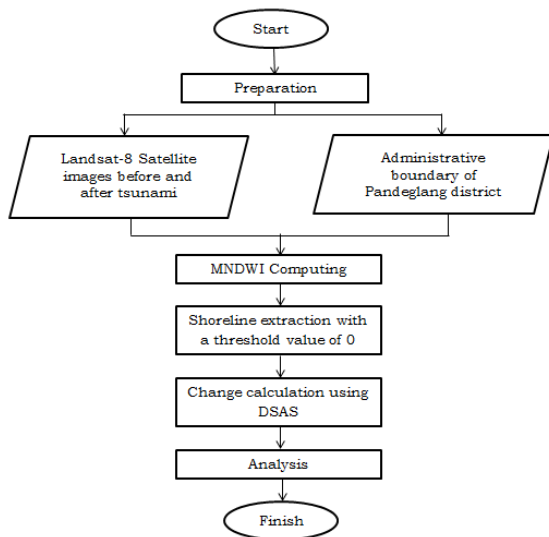 Start
Preparation
Landsat-8 Satellite
images before and
after tsunami
Administrative
boundary of
Pandeglang district
MNDWI Computing
Shoreline extraction with
a threshold value of 0
Change calculation using
DSAS
Analysis
Finish